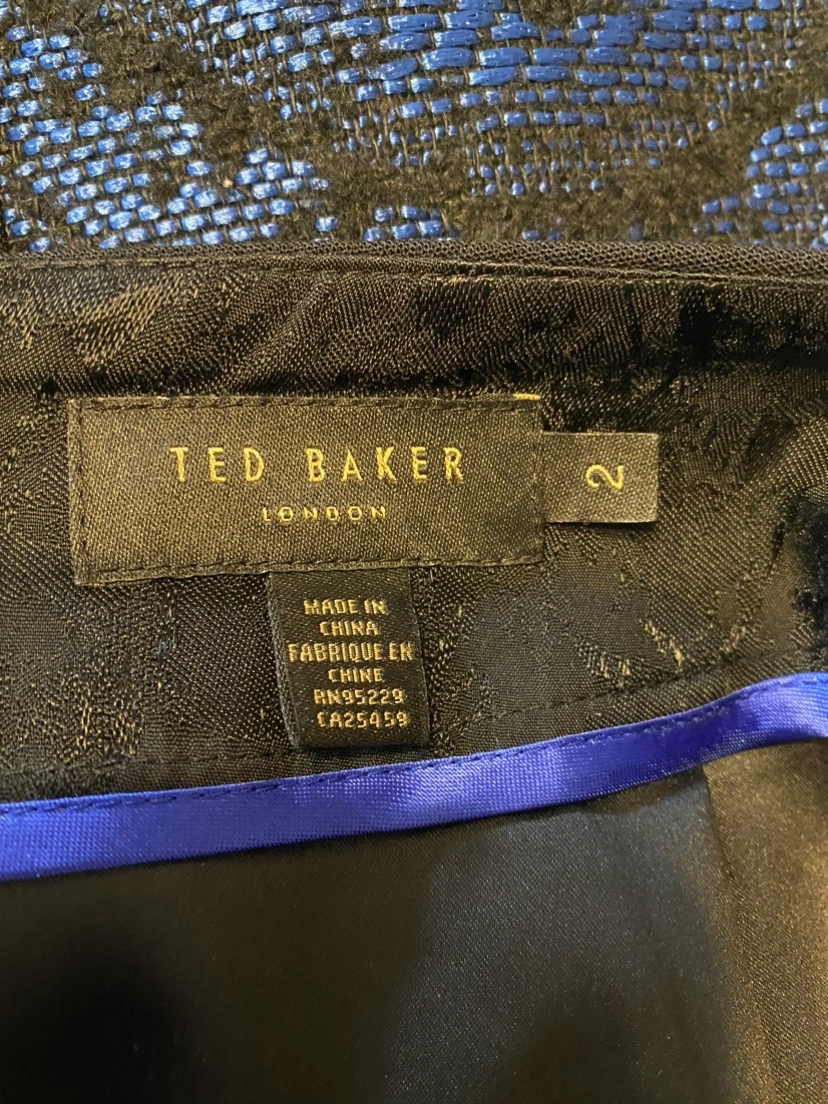 TED BAKER
LONDON
2
MADE IN
CHINA
FABRIQUE EN
CHINE
RN95229
CA25459